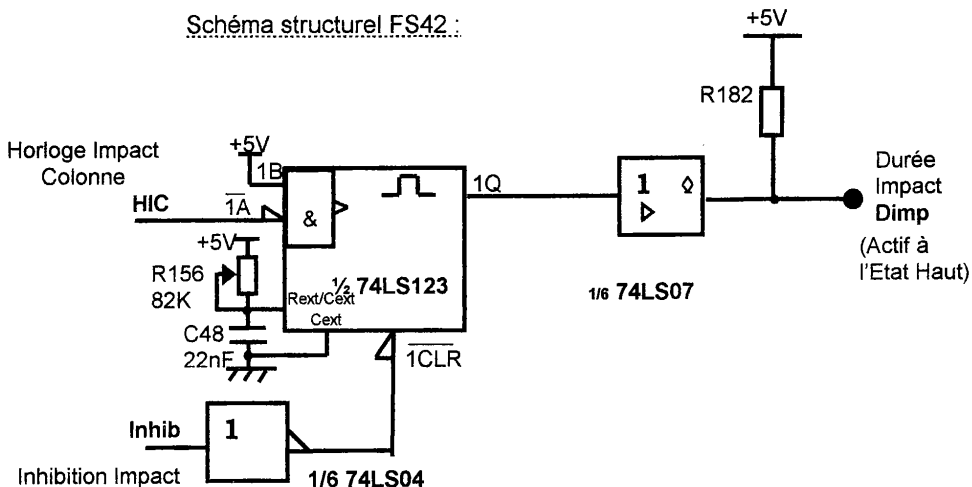 Schéma structurel FS42 :
+5V
R182
Horloge Impact
Colonne
+5V
1B
1Q
HIC
1A
&
1
Durée
Impact
Dimp
(Actif à
l'Etat Haut)
+5V
R156
82K
½ 74LS123
Rext/Cext
Cext
1/6 74LS07
C48
22nF
1CLR
Inhib
1
Inhibition Impact
1/6 74LS04